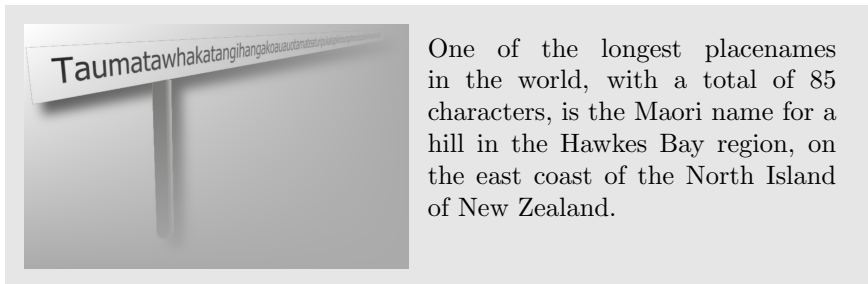 Taumatawhakatangihangakoauauotamatea
One of the longest placenames
in the world, with a total of 85
characters, is the Maori name for a
hill in the Hawkes Bay region, on
the east coast of the North Island
of New Zealand.